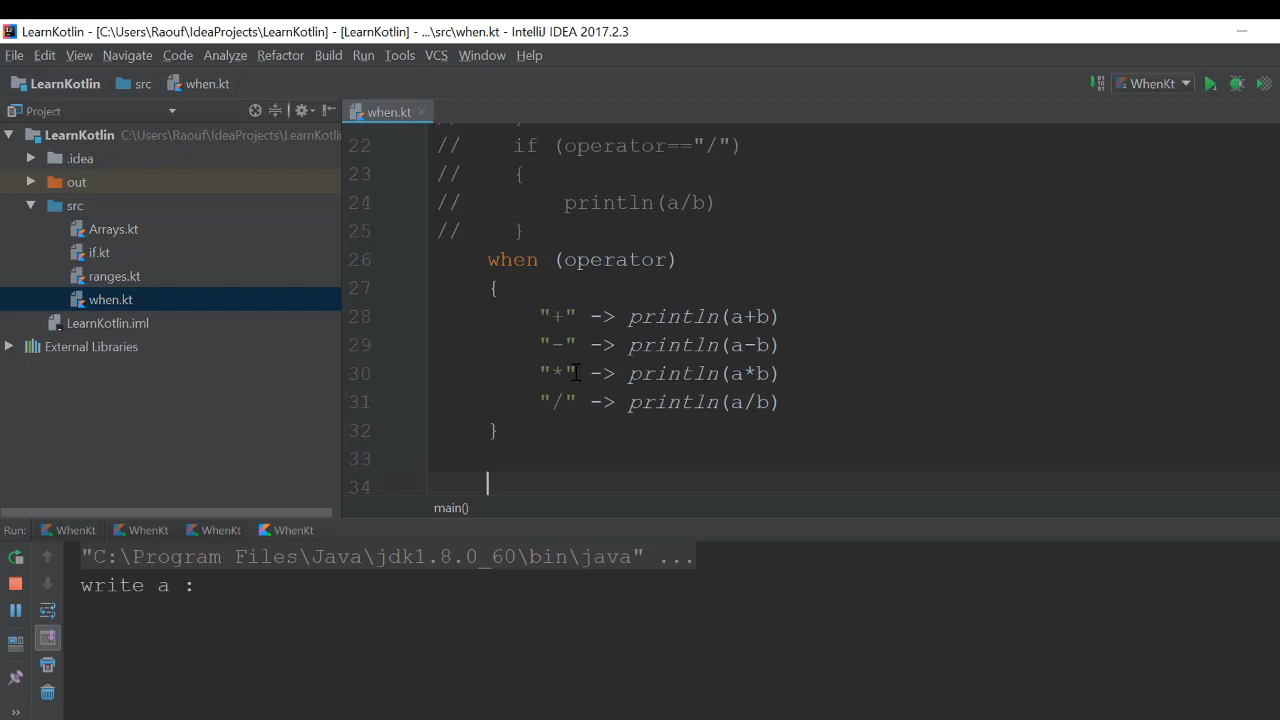 LearnKotlin - [C:\Users\Raouf\IdeaProjects\LearnKotlin] - [LearnKotlin] - ...\src\when.kt - IntelliJ IDEA 2017.2.3
File Edit View Navigate Code Analyze Refactor Build Run Tools VCS Window Help
LearnKotlin src when.kt WhenKt
Project when.kt
LearnKotlin C:\Users\Raouf\IdeaProjects\LearnKotli
.idea
out
src
Arrays.kt
if.kt
ranges.kt
when.kt
LearnKotlin.iml
External Libraries
22 // if (operator=="/")
23 // {
24 // println(a/b)
25 // }
26 when (operator)
27 {
28 "+" -> println(a+b)
29 "-" -> println(a-b)
30 "*" -> println(a*b)
31 "/" -> println(a/b)
32 }
33
34
main()
Run: WhenKt WhenKt WhenKt WhenKt
"C:\Program Files\Java\jdk1.8.0_60\bin\java" ...
write a :